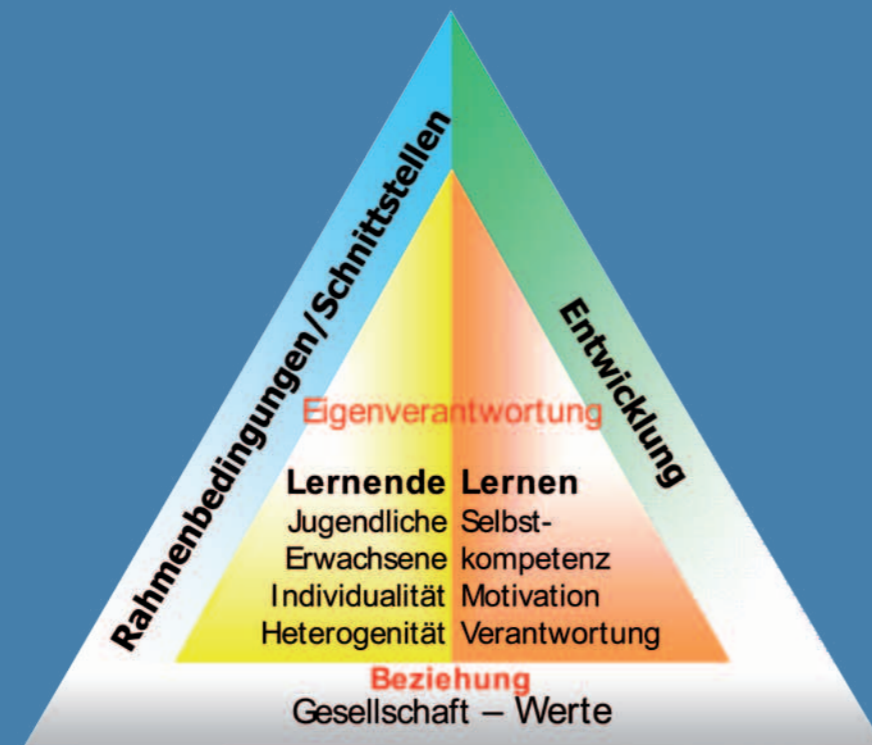 Rahmenbedingungen/Schnittstellen
Entwicklung
Eigenverantwortung
Lernende Lernen
Jugendliche Selbst-
Erwachsene kompetenz
Individualität Motivation
Heterogenität Verantwortung
Beziehung
Gesellschaft – Werte